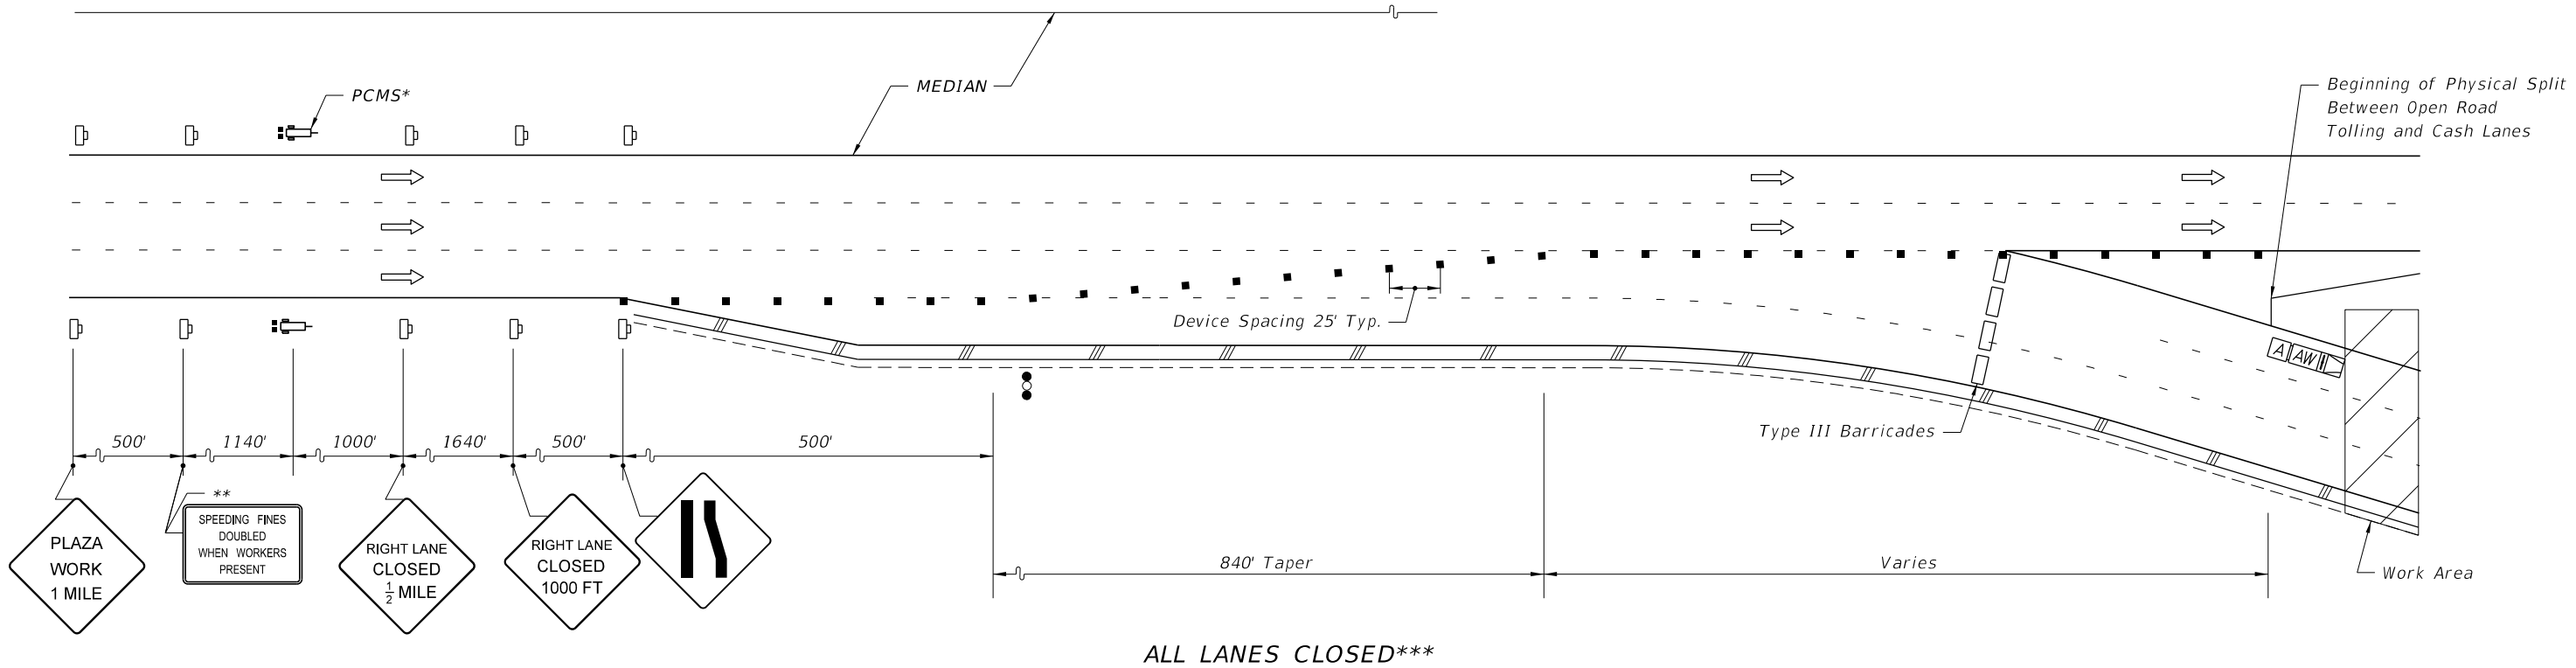 PCMS*
MEDIAN
Beginning of Physical Split
Between Open Road
Tolling and Cash Lanes
Device Spacing 25' Typ.
A
AW
Type III Barricades
500'
1140'
1000'
1640'
500'
500'
**
PLAZA
WORK
1 MILE
SPEEDING FINES
DOUBLED
WHEN WORKERS
PRESENT
RIGHT LANE
CLOSED
1/2 MILE
RIGHT LANE
CLOSED
1000 FT
840' Taper
Varies
Work Area
ALL LANES CLOSED***